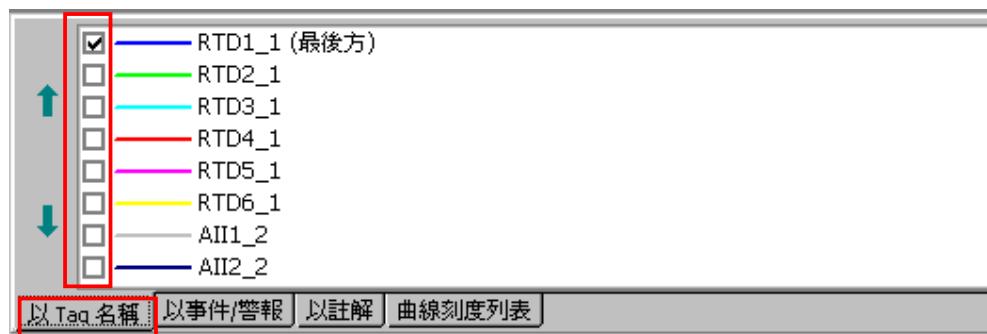 RTD1_1 (最後方)
RTD2_1
RTD3_1
RTD4_1
RTD5_1
RTD6_1
AII1_2
AII2_2
以 Tag 名稱 以事件/警報 以註解 曲線刻度列表